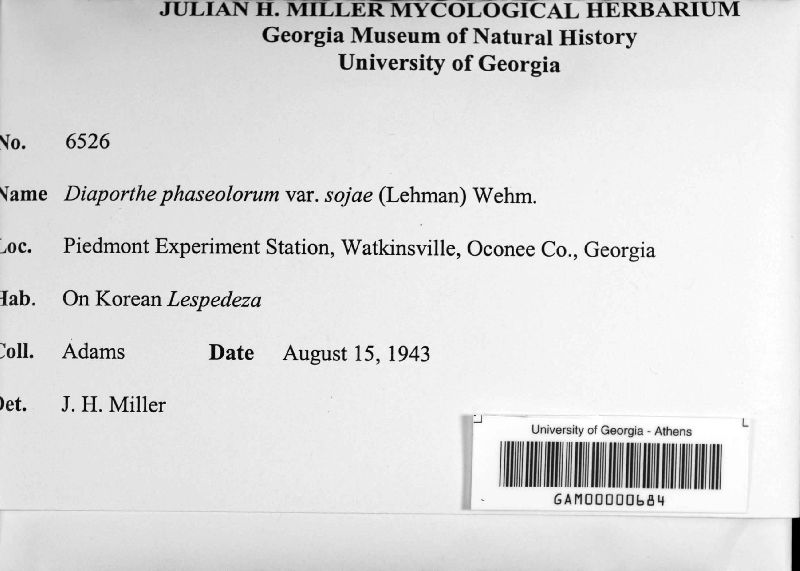 JULIAN H. MILLER MYCOLOGICAL HERBARIUM
Georgia Museum of Natural History
University of Georgia
No. 6526
Name Diaporthe phaseolorum var. sojae (Lehman) Wehm.
Loc. Piedmont Experiment Station, Watkinsville, Oconee Co., Georgia
Hab. On Korean Lespedeza
Coll. Adams Date August 15, 1943
Det. J. H. Miller
University of Georgia - Athens
GAM00000684